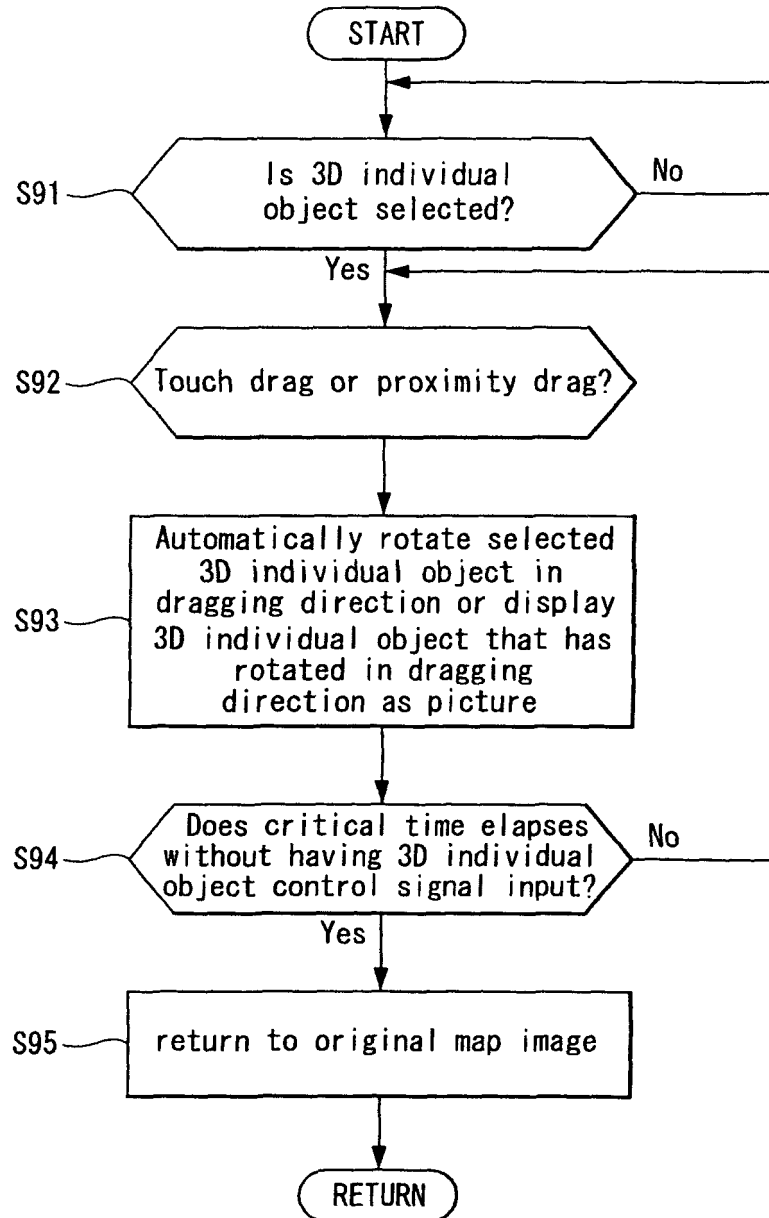 START
Is 3D individual
object selected?
No
S91
Yes
Touch drag or proximity drag?
S92
Automatically rotate selected
3D individual object in
dragging direction or display
3D individual object that has
rotated in dragging
direction as picture
S93
Does critical time elapses
without having 3D individual
object control signal input?
No
S94
Yes
return to original map image
S95
RETURN